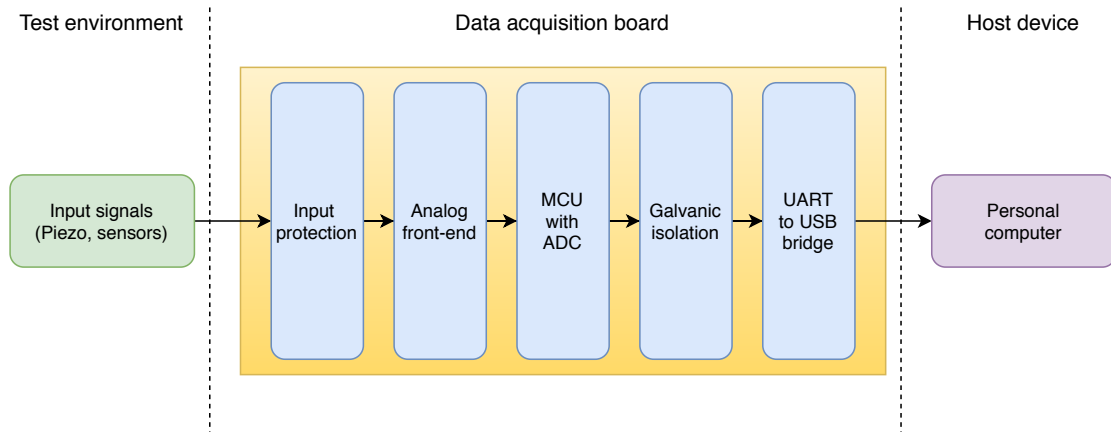 Test environment
Data acquisition board
Host device
Input signals
(Piezo, sensors)
Input
protection
Analog
front-end
MCU
with
ADC
Galvanic
isolation
UART
to USB
bridge
Personal
computer